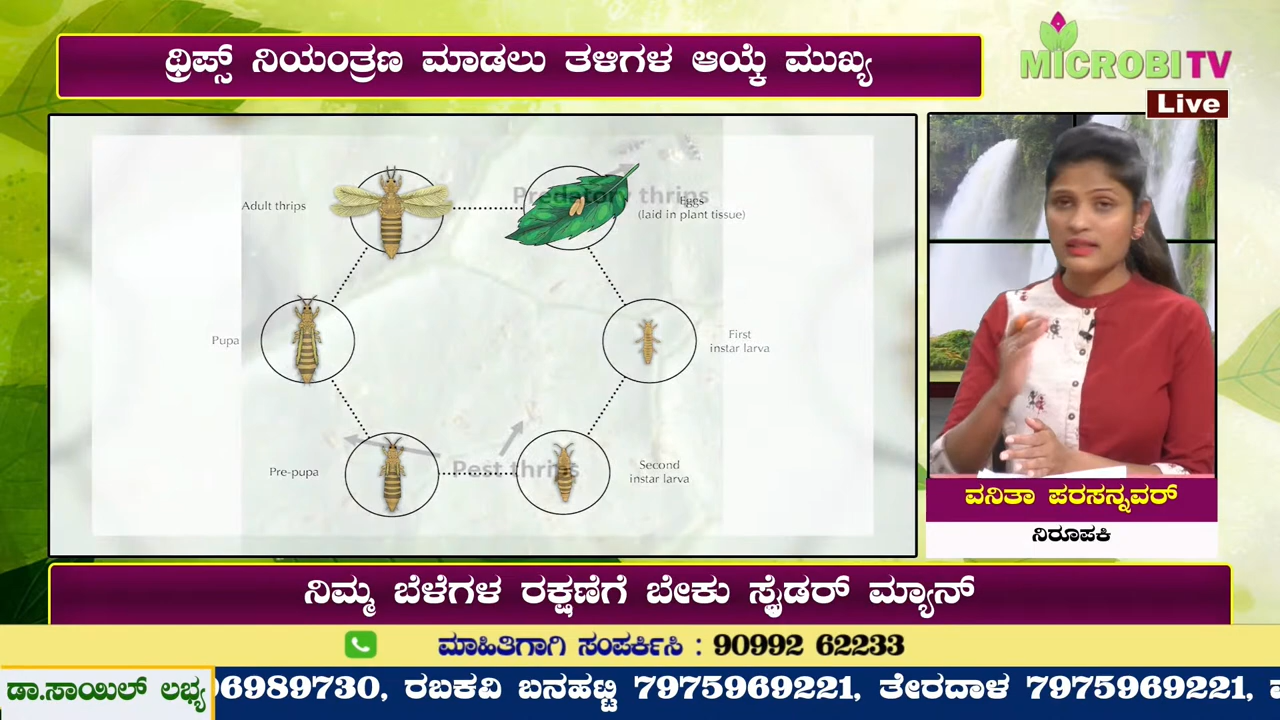 ಥ್ರಿಪ್ಸ್ ನಿಯಂತ್ರಣ ಮಾಡಲು ತಳಿಗಳ ಆಯ್ಕೆ ಮುಖ್ಯ
MICROBI TV
Live
Predatory thrips
Adult thrips
Eggs
(laid in plant tissue)
Pupa
First
instar larva
Pre-pupa
Pest thrips
Second
instar larva
ವನಿತಾ ಪರಸನ್ನವರ್
ನಿರೂಪಕಿ
ನಿಮ್ಮ ಬೆಳೆಗಳ ರಕ್ಷಣೆಗೆ ಬೇಕು ಸ್ಪೈಡರ್ ಮ್ಯಾನ್
ಮಾಹಿತಿಗಾಗಿ ಸಂಪರ್ಕಿಸಿ : 90992 62233
ಡಾ.ಸಾಯಿಲ್ ಲಭ್ಯ 06989730, ರಬಕವಿ ಬನಹಟ್ಟಿ 7975969221, ತೇರದಾಳ 7975969221,